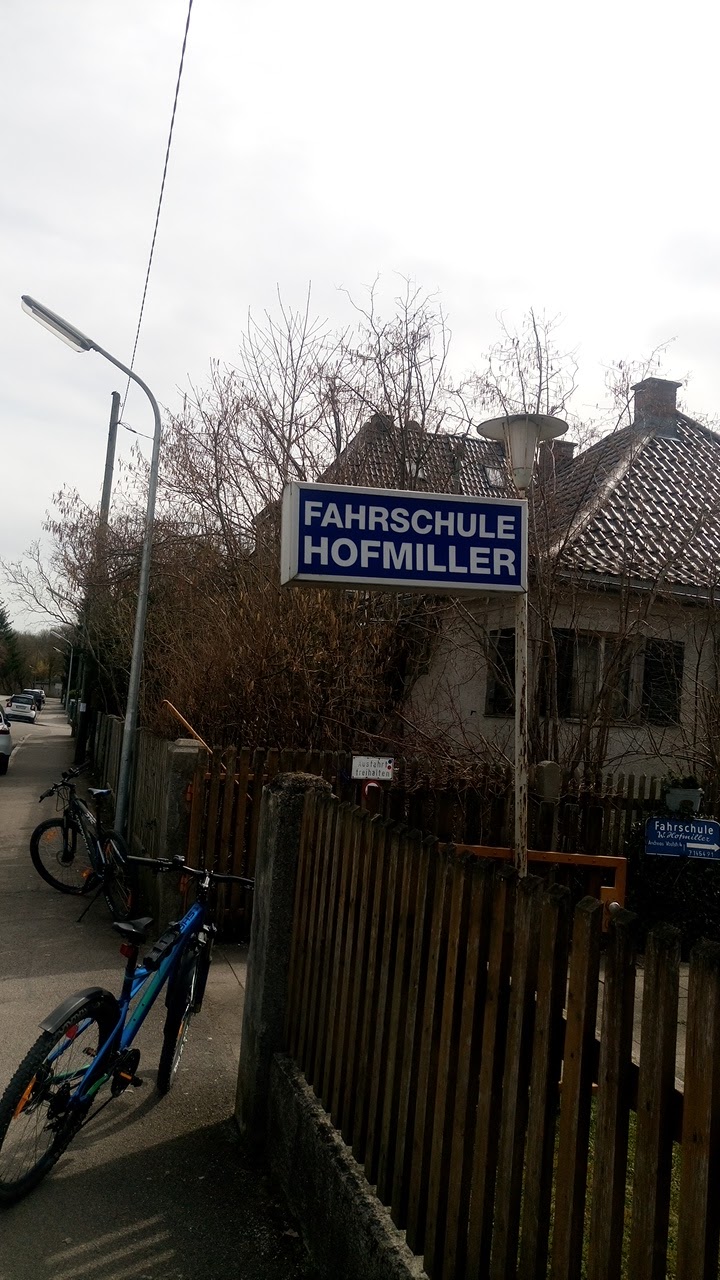 FAHRSCHULE
HOFMILLER
Ausfahrt
freihalten
Fahrschule
W. Hofmiller